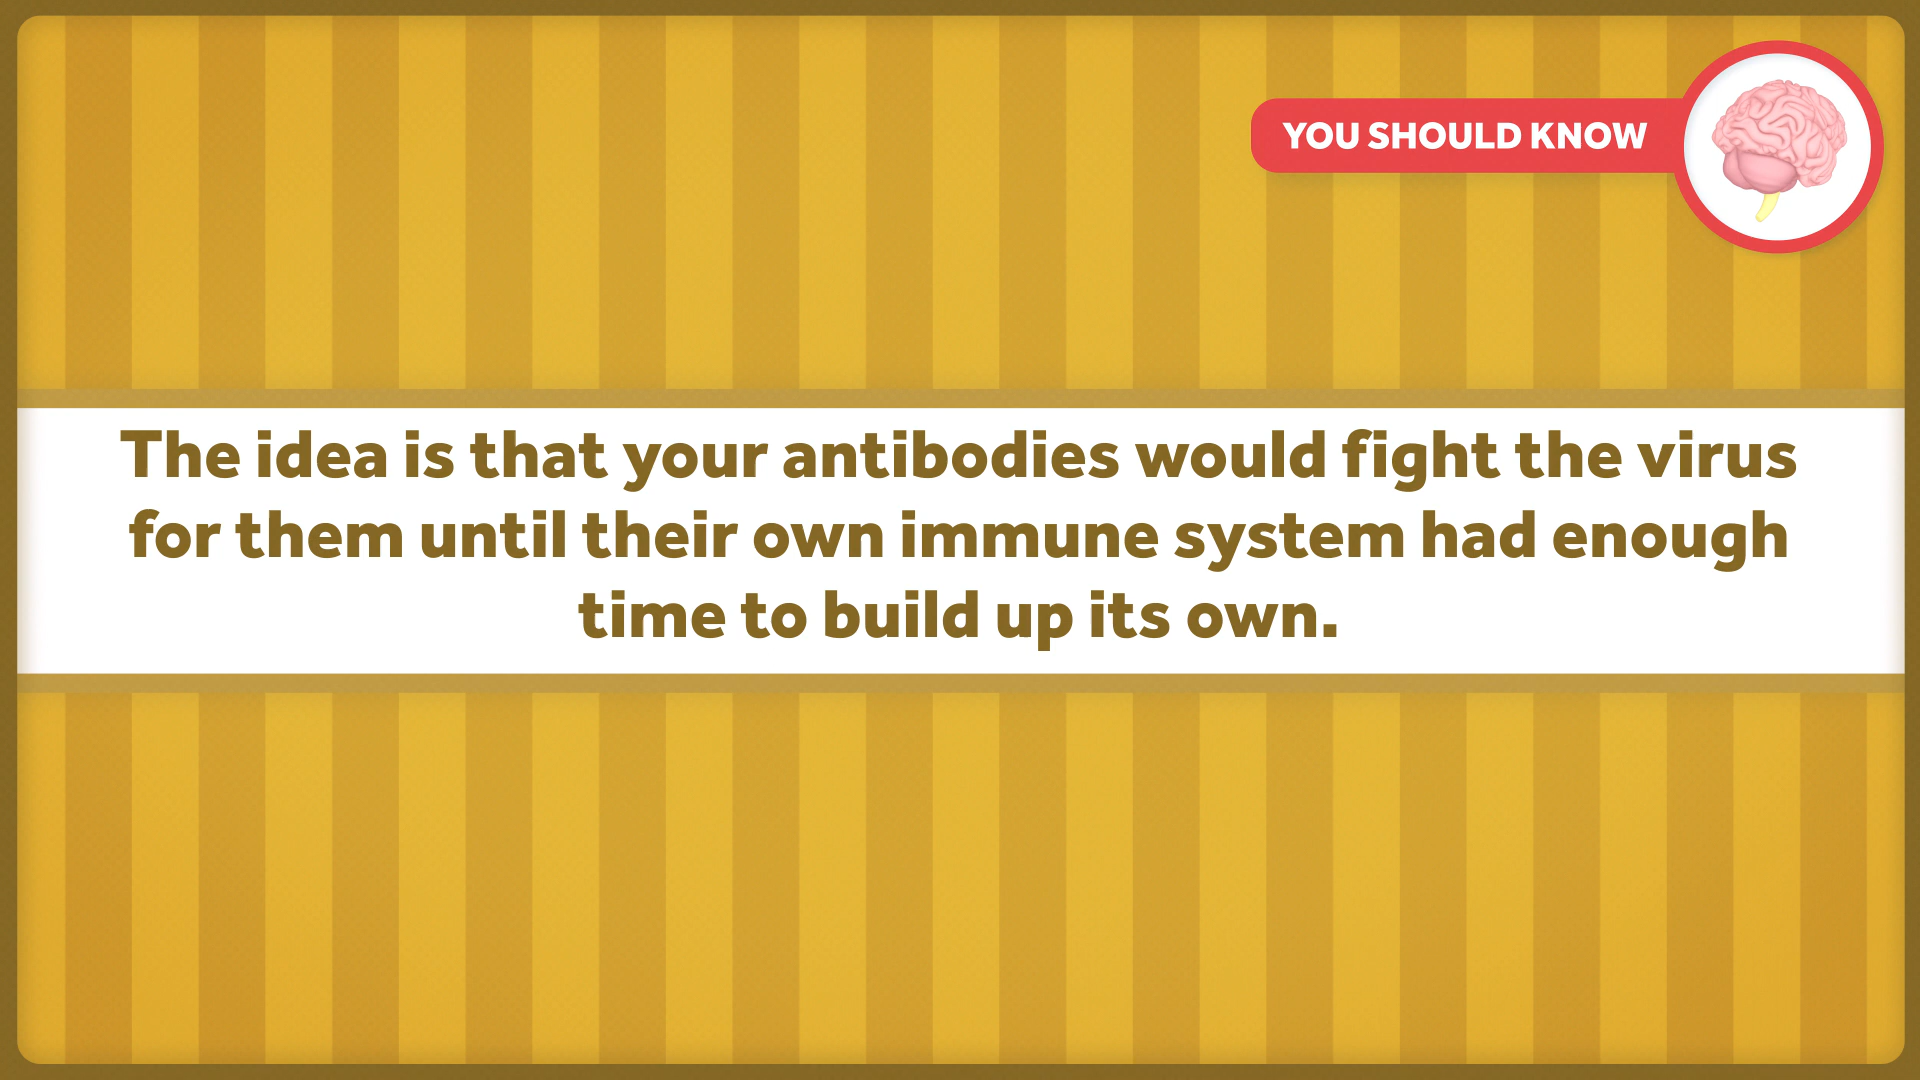 YOU SHOULD KNOW
The idea is that your antibodies would fight the virus
for them until their own immune system had enough
time to build up its own.